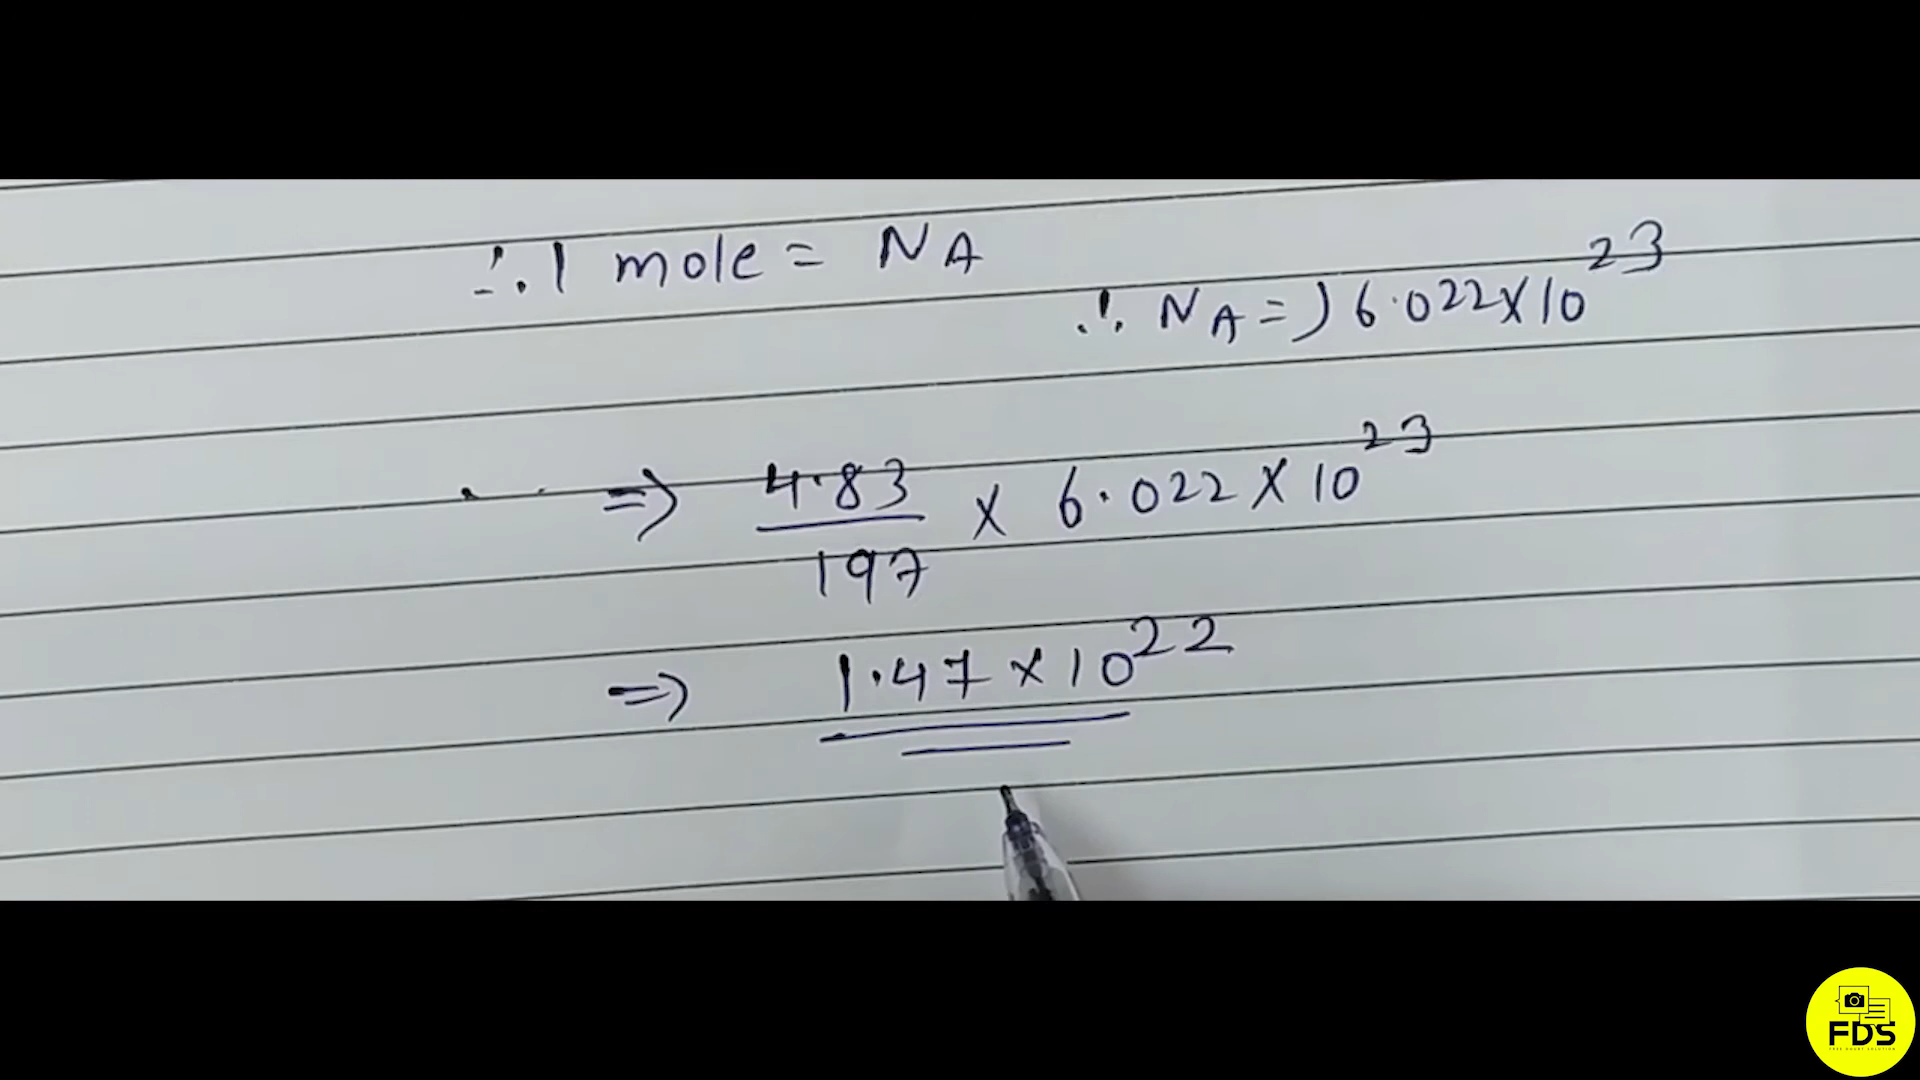 ∴ 1 mole = NA
∴ NA => 6.022 x 10^23
=> 4.83/197 x 6.022 x 10^23
=> 1.47 x 10^22
FDS